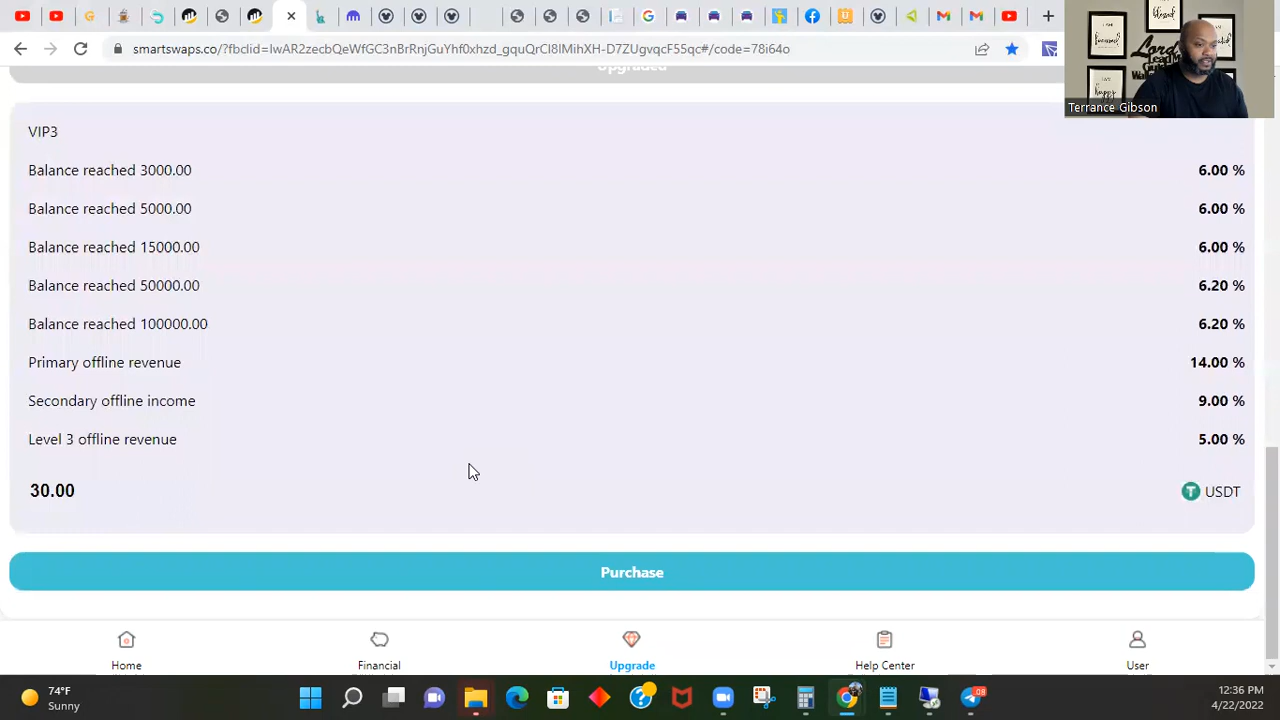 smartswaps.co/?fbclid=IwAR2zecbQeWfGC3nBrRnjGuYmf0xhzd_gquQrCI8IMihXH-D7ZUgvqcF55qc#/code=78i64o
Upgraded
Terrance Gibson
VIP3
Balance reached 3000.00 6.00 %
Balance reached 5000.00 6.00 %
Balance reached 15000.00 6.00 %
Balance reached 50000.00 6.20 %
Balance reached 100000.00 6.20 %
Primary offline revenue 14.00 %
Secondary offline income 9.00 %
Level 3 offline revenue 5.00 %
30.00 USDT
Purchase
Home Financial Upgrade Help Center User
74°F
Sunny
12:36 PM
4/22/2022